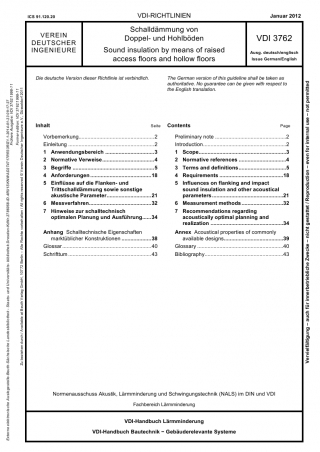 ICS 91.120.20
VDI-RICHTLINIEN
Januar 2012
VEREIN
DEUTSCHER
INGENIEURE
Schalldämmung von
Doppel- und Hohlböden
Sound insulation by means of raised
access floors and hollow floors
VDI 3762
Ausg. deutsch/englisch
Issue German/English
Die deutsche Version dieser Richtlinie ist verbindlich.
The German version of this guideline shall be taken as
authoritative. No guarantee can be given with respect to
the English translation.
Inhalt Seite
Vorbemerkung 2
Einleitung 2
1 Anwendungsbereich 3
2 Normative Verweise 4
3 Begriffe 5
4 Anforderungen 18
5 Einflüsse auf die Flanken- und
Trittschalldämmung sowie sonstige
akustische Parameter 21
6 Messverfahren 32
7 Hinweise zur schalltechnisch
optimalen Planung und Ausführung 34
Anhang Schalltechnische Eigenschaften
marktüblicher Konstruktionen 38
Glossar 40
Schrifttum 43
Contents Page
Preliminary note 2
Introduction 2
1 Scope 3
2 Normative references 4
3 Terms and definitions 5
4 Requirements 18
5 Influences on flanking and impact
sound insulation and other acoustical
parameters 21
6 Measurement methods 32
7 Recommendations regarding
acoustically optimal planning and
realization 34
Annex Acoustical properties of commonly
available designs 39
Glossary 40
Bibliography 43
Vervielfältigung – auch für innerbetriebliche Zwecke – nicht gestattet / Reproduction – even for internal use – not permitted
Normenausschuss Akustik, Lärmminderung und Schwingungstechnik (NALS) im DIN und VDI
Fachbereich Lärmminderung
VDI-Handbuch Lärmminderung
VDI-Handbuch Bautechnik – Gebäuderelevante Systeme